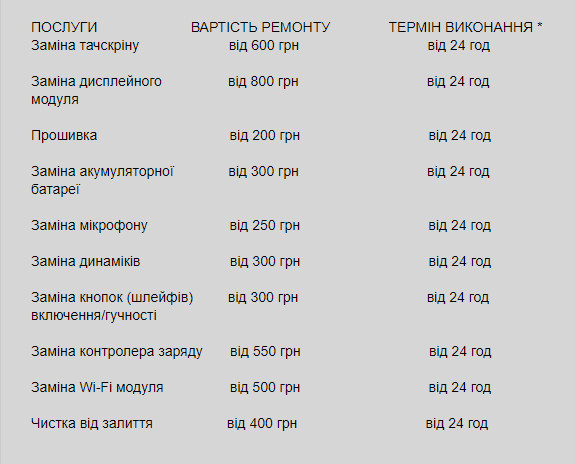 ПОСЛУГИ ВАРТІСТЬ РЕМОНТУ ТЕРМІН ВИКОНАННЯ *
Заміна тачскріну від 600 грн від 24 год
Заміна дисплейного від 800 грн від 24 год
модуля
Прошивка від 200 грн від 24 год
Заміна акумуляторної від 300 грн від 24 год
батареї
Заміна мікрофону від 250 грн від 24 год
Заміна динаміків від 300 грн від 24 год
Заміна кнопок (шлейфів) від 300 грн від 24 год
включення/гучності
Заміна контролера заряду від 550 грн від 24 год
Заміна Wi-Fi модуля від 500 грн від 24 год
Чистка від залиття від 400 грн від 24 год